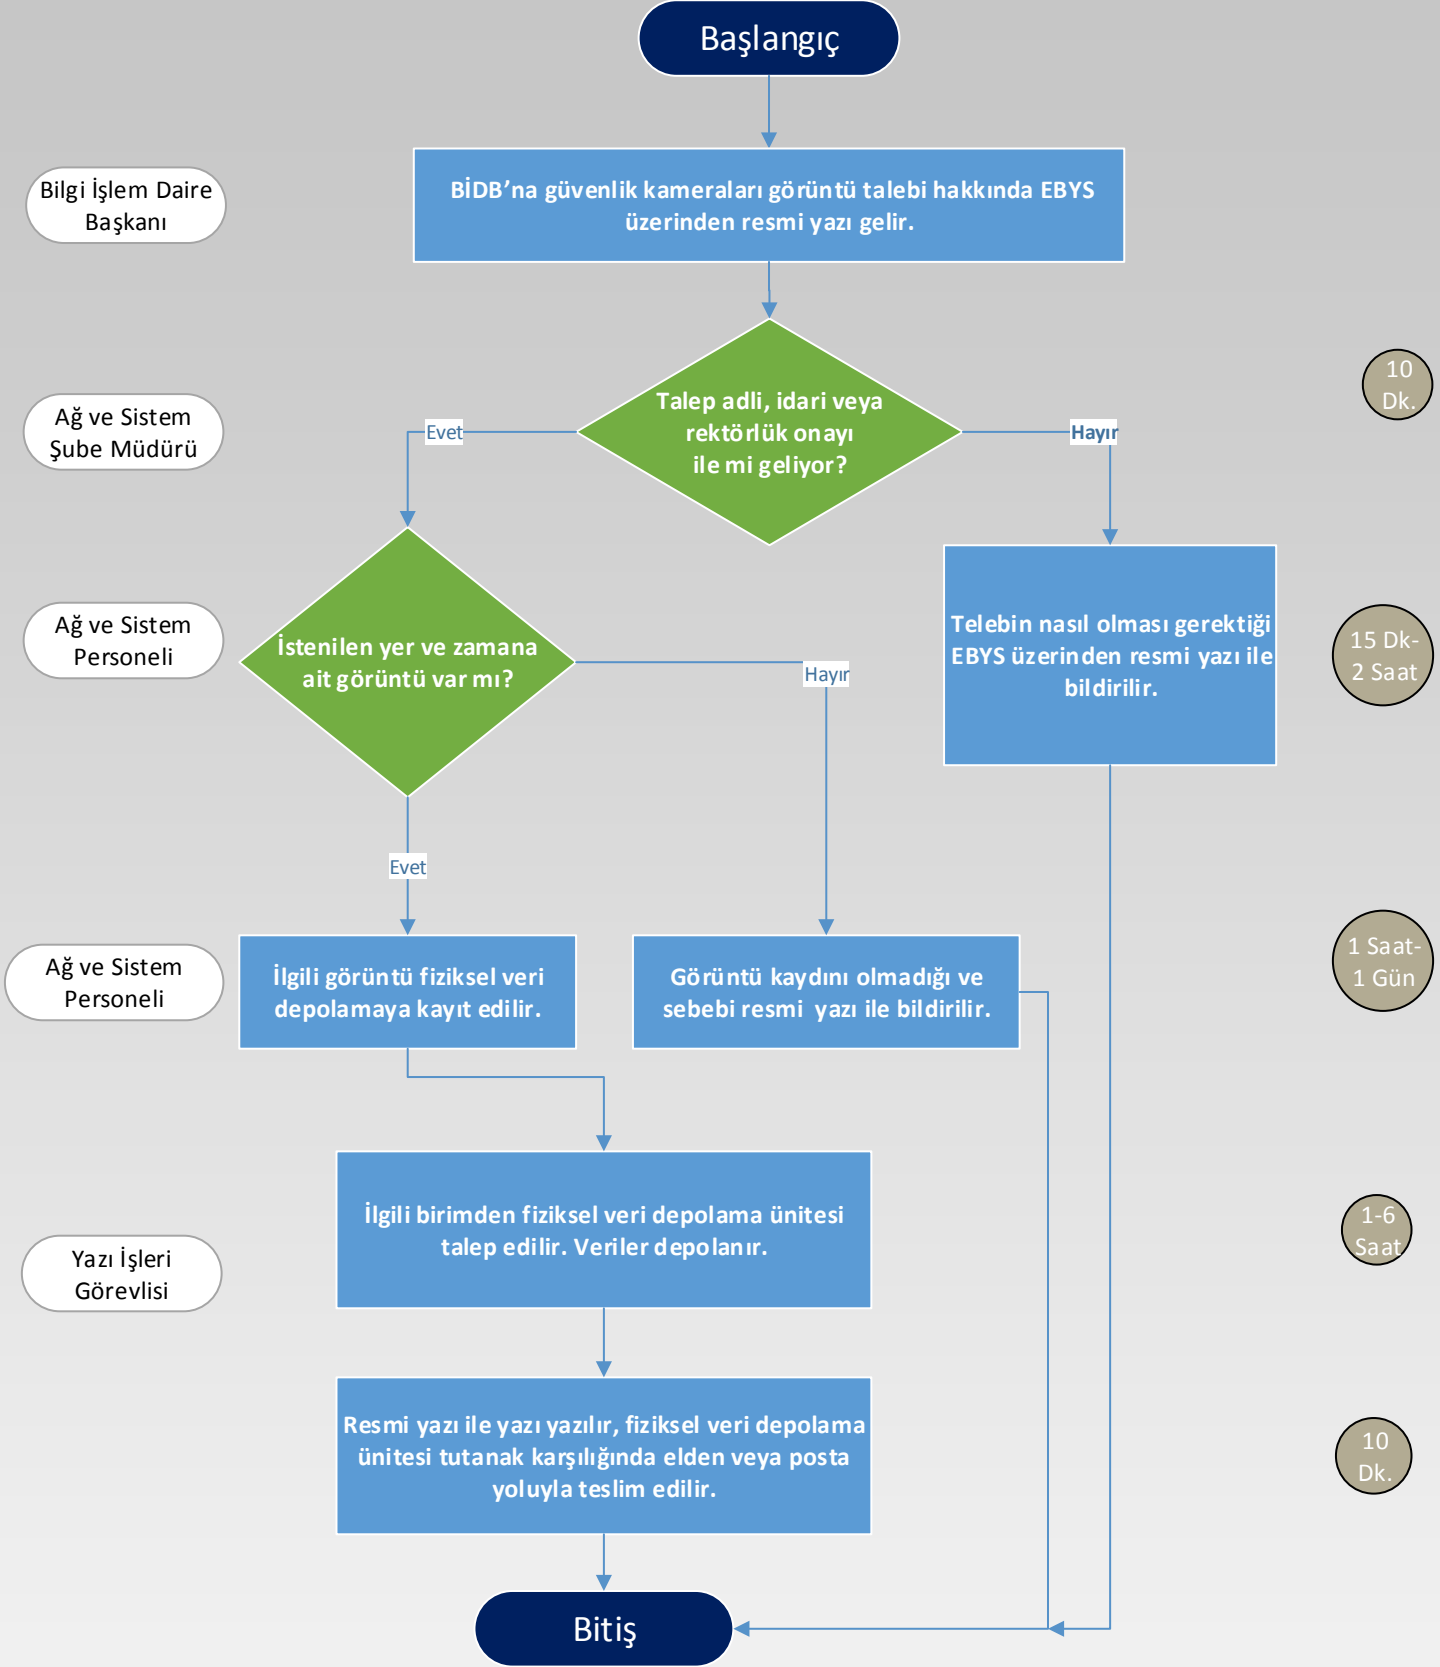 Başlangıç
Bilgi İşlem Daire
Başkanı
BİDB’na güvenlik kameraları görüntü talebi hakkında EBYS
üzerinden resmi yazı gelir.
Ağ ve Sistem
Şube Müdürü
Evet
Talep adli, idari veya
rektörlük onayı
ile mi geliyor?
Hayır
10
Dk.
Ağ ve Sistem
Personeli
İstenilen yer ve zamana
ait görüntü var mı?
Hayır
Telebin nasıl olması gerektiği
EBYS üzerinden resmi yazı ile
bildirilir.
15 Dk-
2 Saat
Evet
Ağ ve Sistem
Personeli
İlgili görüntü fiziksel veri
depolamaya kayıt edilir.
Görüntü kaydını olmadığı ve
sebebi resmi  yazı ile bildirilir.
1 Saat-
1 Gün
Yazı İşleri
Görevlisi
İlgili birimden fiziksel veri depolama ünitesi
talep edilir. Veriler depolanır.
1-6
Saat
Resmi yazı ile yazı yazılır, fiziksel veri depolama
ünitesi tutanak karşılığında elden veya posta
yoluyla teslim edilir.
10
Dk.
Bitiş